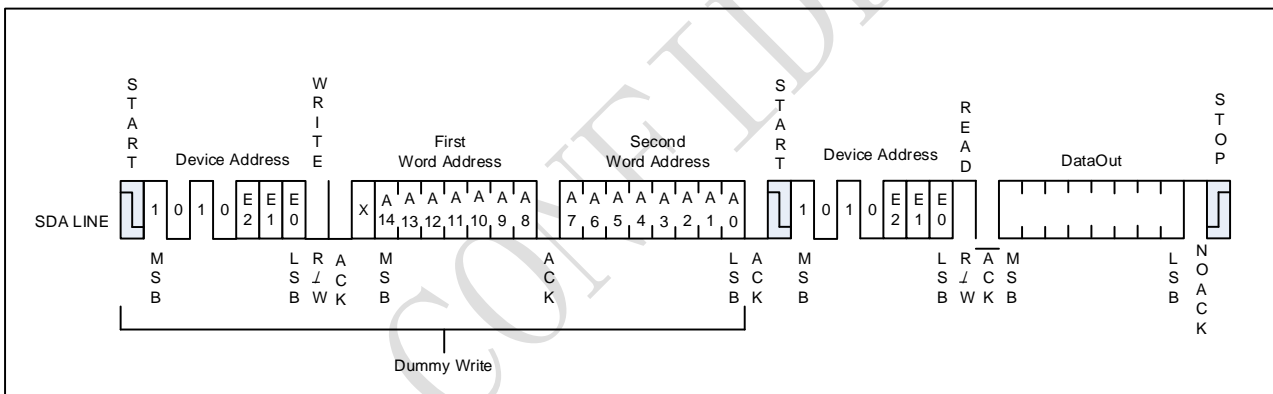 CONFIDE
START
WRITE
START
READ
STOP
Device Address
First
Word Address
Second
Word Address
Device Address
DataOut
SDA LINE
1 0 1 0 E2 E1 E0
X A14 A13 A12 A11 A10 A9 A8
A7 A6 A5 A4 A3 A2 A1 A0
1 0 1 0 E2 E1 E0
MSB
LSB
R/W
ACK
MSB
ACK
LSB
ACK
MSB
LSB
R/W
ACK
MSB
LSB
NOACK
Dummy Write